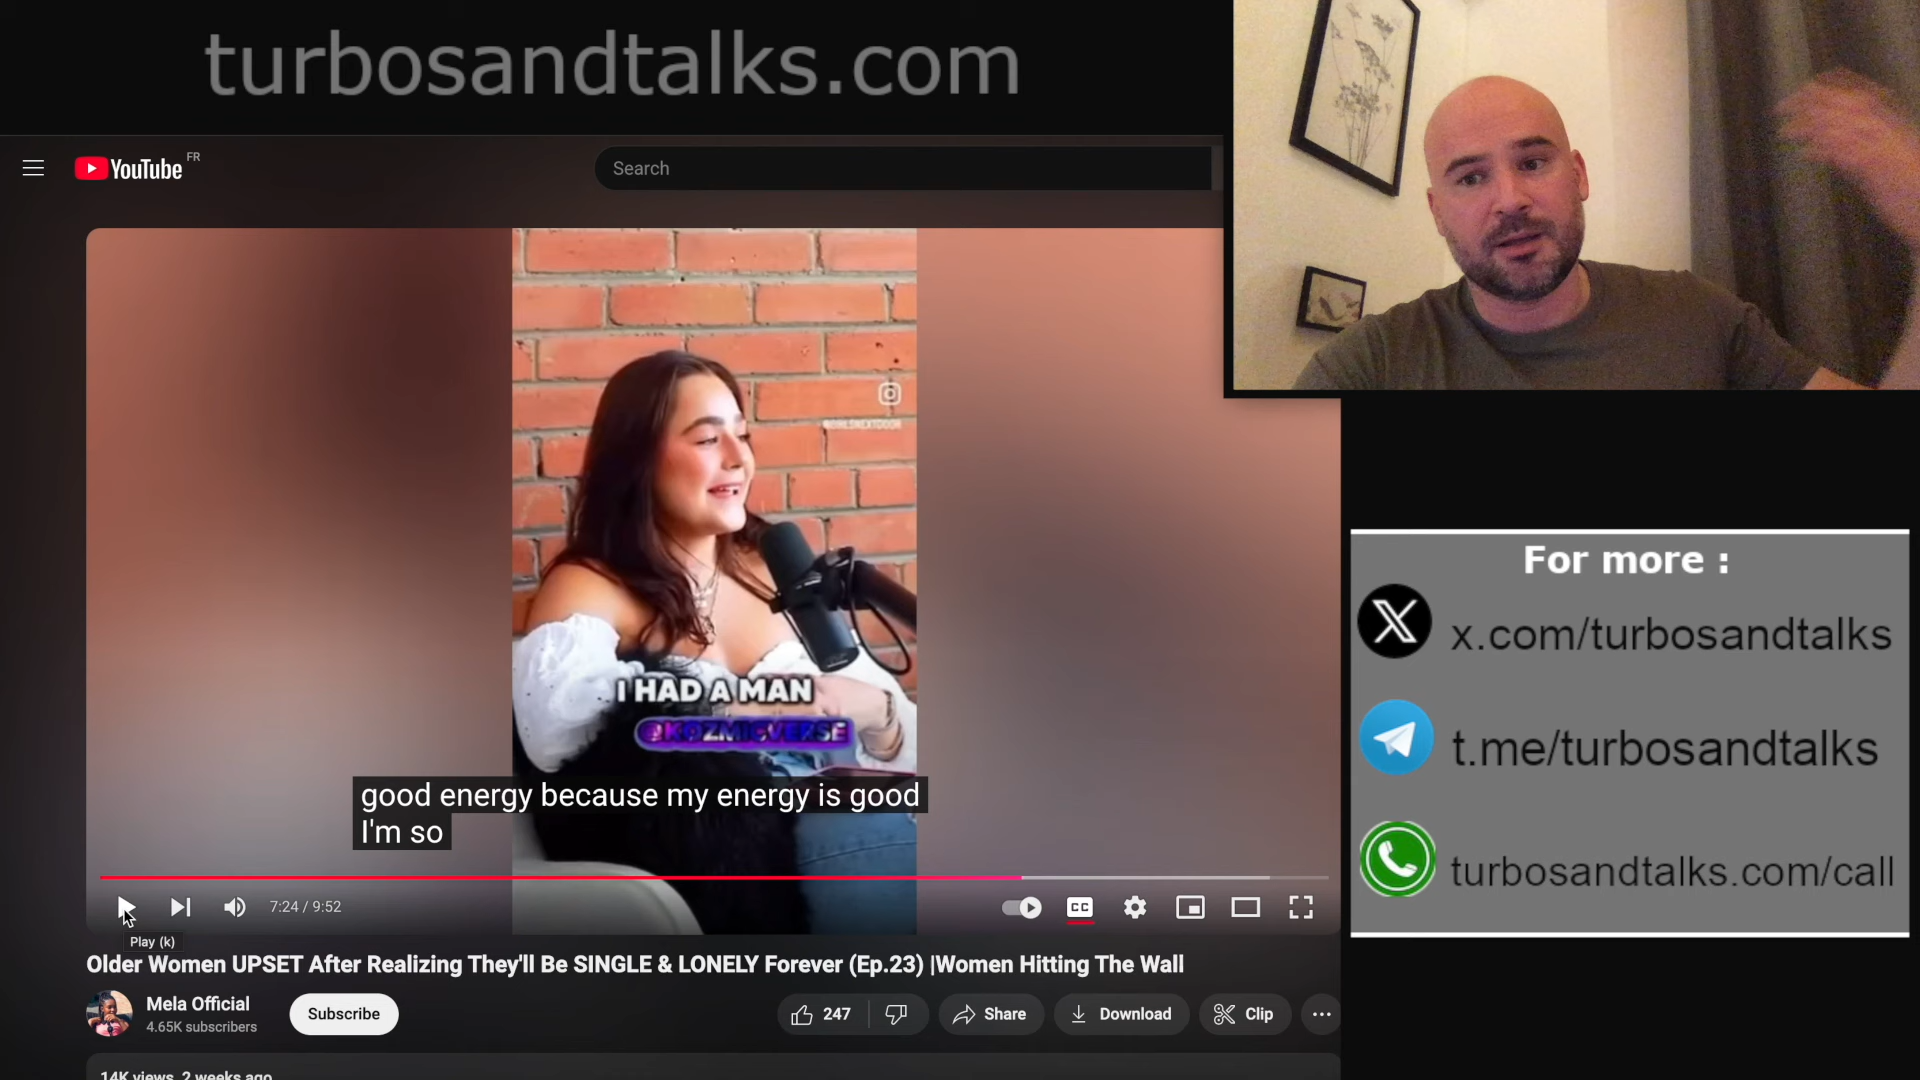 turbosandtalks.com
YouTube FR
Search
I HAD A MAN
@KOZMICVERSE
good energy because my energy is good
I'm so
7:24 / 9:52
CC
Play (k)
Older Women UPSET After Realizing They'll Be SINGLE & LONELY Forever (Ep.23) |Women Hitting The Wall
Mela Official
4.65K subscribers
Subscribe
247
Share
Download
Clip
14K views 2 weeks ago
For more :
x.com/turbosandtalks
t.me/turbosandtalks
turbosandtalks.com/call